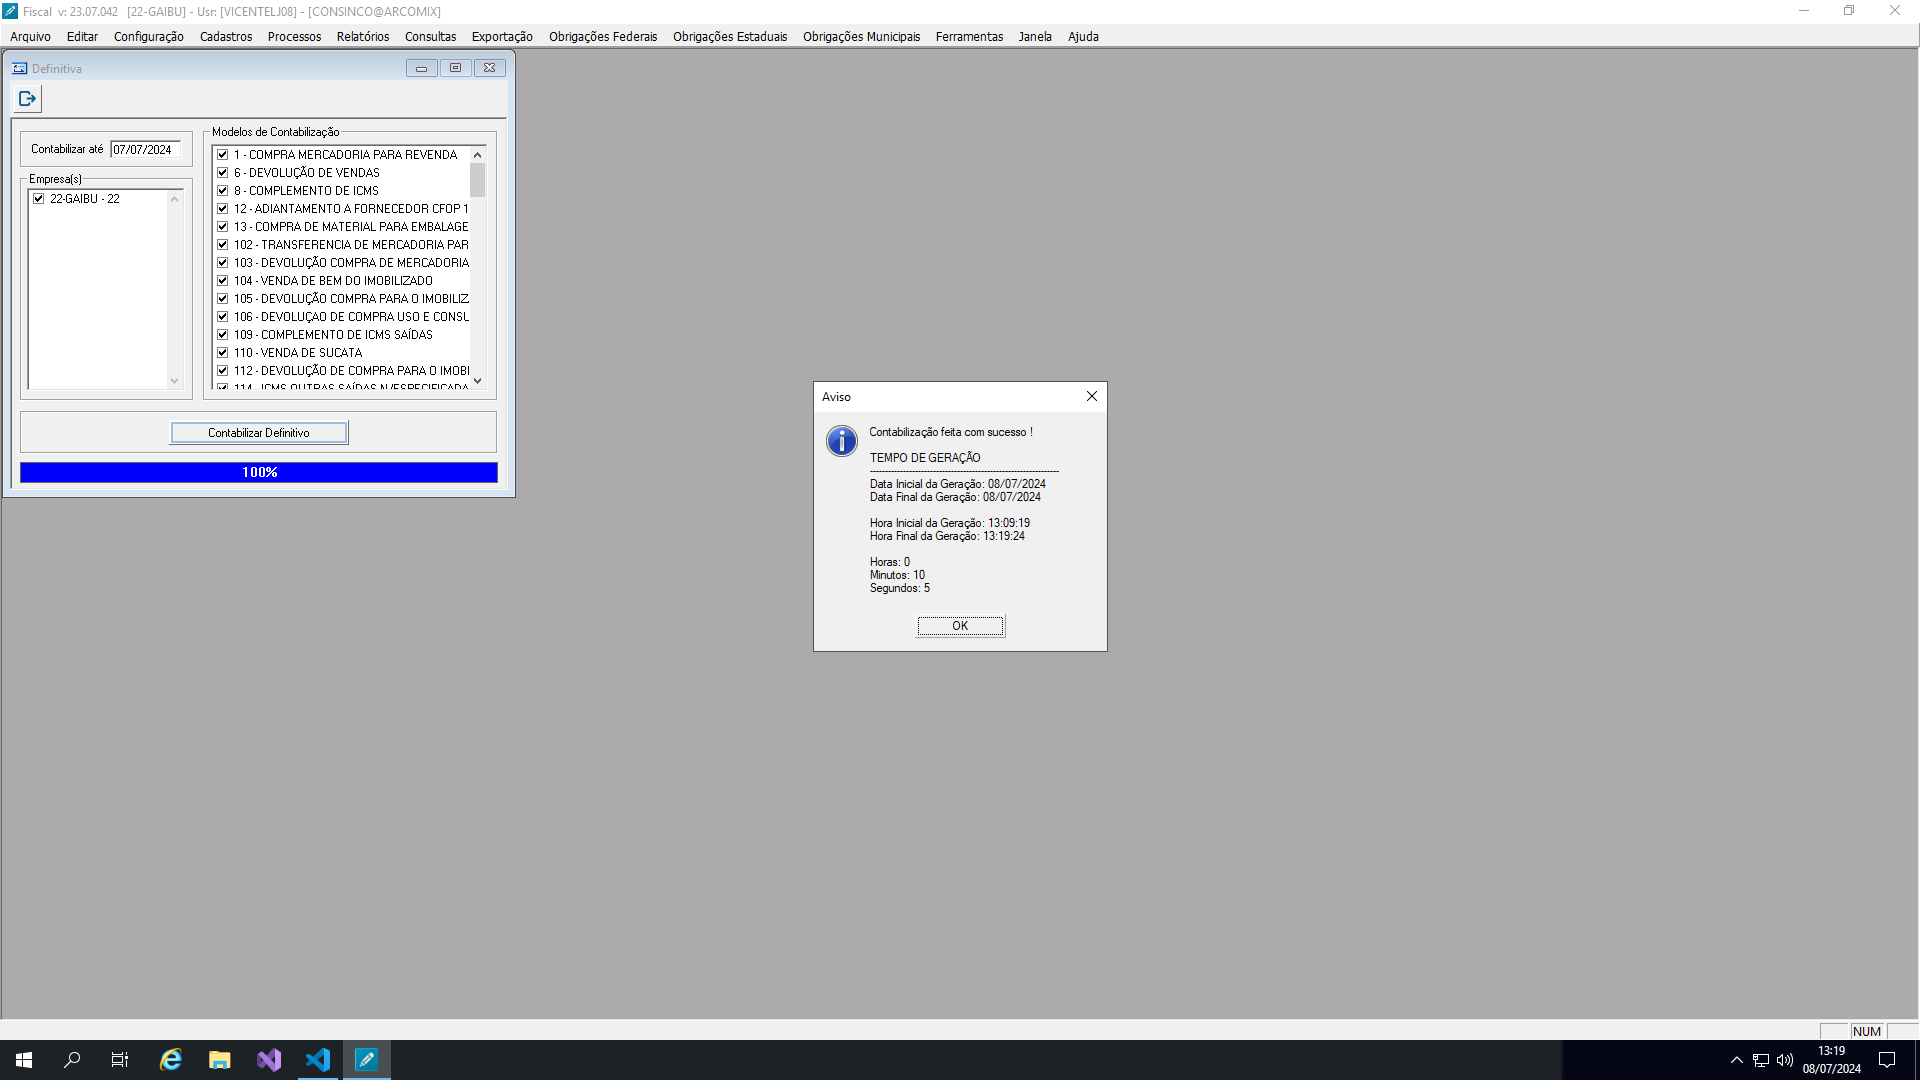 Fiscal v: 23.07.042 [22-GAIBU] - Usr: [VICENTELJ08] - [CONSINCO@ARCOMIX]
Arquivo Editar Configuração Cadastros Processos Relatórios Consultas Exportação Obrigações Federais Obrigações Estaduais Obrigações Municipais Ferramentas Janela Ajuda
Definitiva
Contabilizar até 07/07/2024
Empresa(s)
22-GAIBU - 22
Modelos de Contabilização
1 - COMPRA MERCADORIA PARA REVENDA
6 - DEVOLUÇÃO DE VENDAS
8 - COMPLEMENTO DE ICMS
12 - ADIANTAMENTO A FORNECEDOR CFOP 1
13 - COMPRA DE MATERIAL PARA EMBALAGE
102 - TRANSFERENCIA DE MERCADORIA PAR
103 - DEVOLUÇÃO COMPRA DE MERCADORIA
104 - VENDA DE BEM DO IMOBILIZADO
105 - DEVOLUÇÃO COMPRA PARA O IMOBILIZ
106 - DEVOLUÇAO DE COMPRA USO E CONSU
109 - COMPLEMENTO DE ICMS SAÍDAS
110 - VENDA DE SUCATA
112 - DEVOLUÇÃO DE COMPRA PARA O IMOBI
114 - ICMS OUTRAS SAÍDAS N/ESPECIFICADA
Contabilizar Definitivo
100%
Aviso
Contabilização feita com sucesso !
TEMPO DE GERAÇÃO
---------------------------------------------------------------
Data Inicial da Geração: 08/07/2024
Data Final da Geração: 08/07/2024
Hora Inicial da Geração: 13:09:19
Hora Final da Geração: 13:19:24
Horas: 0
Minutos: 10
Segundos: 5
OK
NUM
13:19
08/07/2024